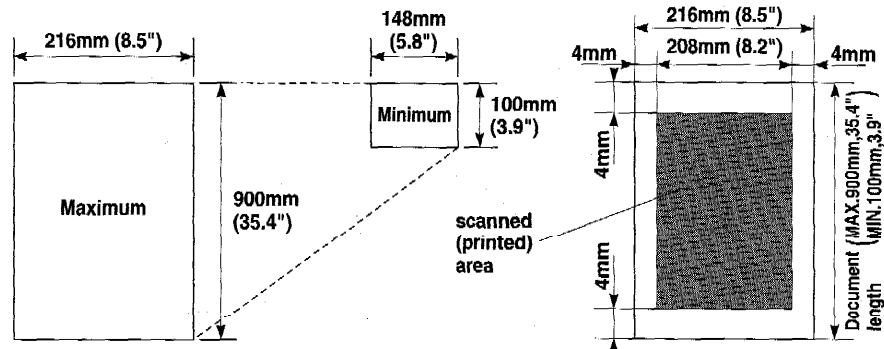 216mm (8.5")
148mm
(5.8")
Minimum
100mm
(3.9")
Maximum
900mm
(35.4")
216mm (8.5")
4mm
208mm (8.2")
4mm
4mm
scanned
(printed)
area
4mm
Document
length
(MAX.900mm,35.4"
MIN.100mm,3.9"